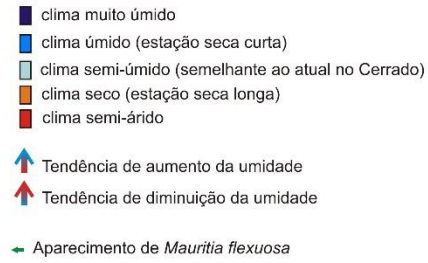 clima muito úmido
clima úmido (estação seca curta)
clima semi-úmido (semelhante ao atual no Cerrado)
clima seco (estação seca longa)
clima semi-árido
Tendência de aumento da umidade
Tendência de diminuição da umidade
Aparecimento de Mauritia flexuosa